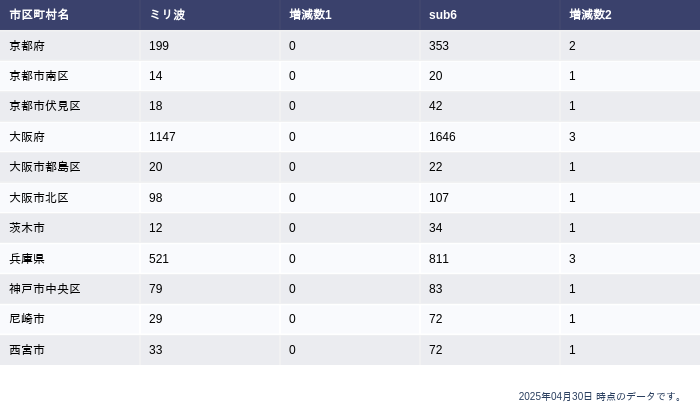 市区町村名 ミリ波 増減数1 sub6 増減数2
京都府 199 0 353 2
京都市南区 14 0 20 1
京都市伏見区 18 0 42 1
大阪府 1147 0 1646 3
大阪市都島区 20 0 22 1
大阪市北区 98 0 107 1
茨木市 12 0 34 1
兵庫県 521 0 811 3
神戸市中央区 79 0 83 1
尼崎市 29 0 72 1
西宮市 33 0 72 1
2025年04月30日 時点のデータです。